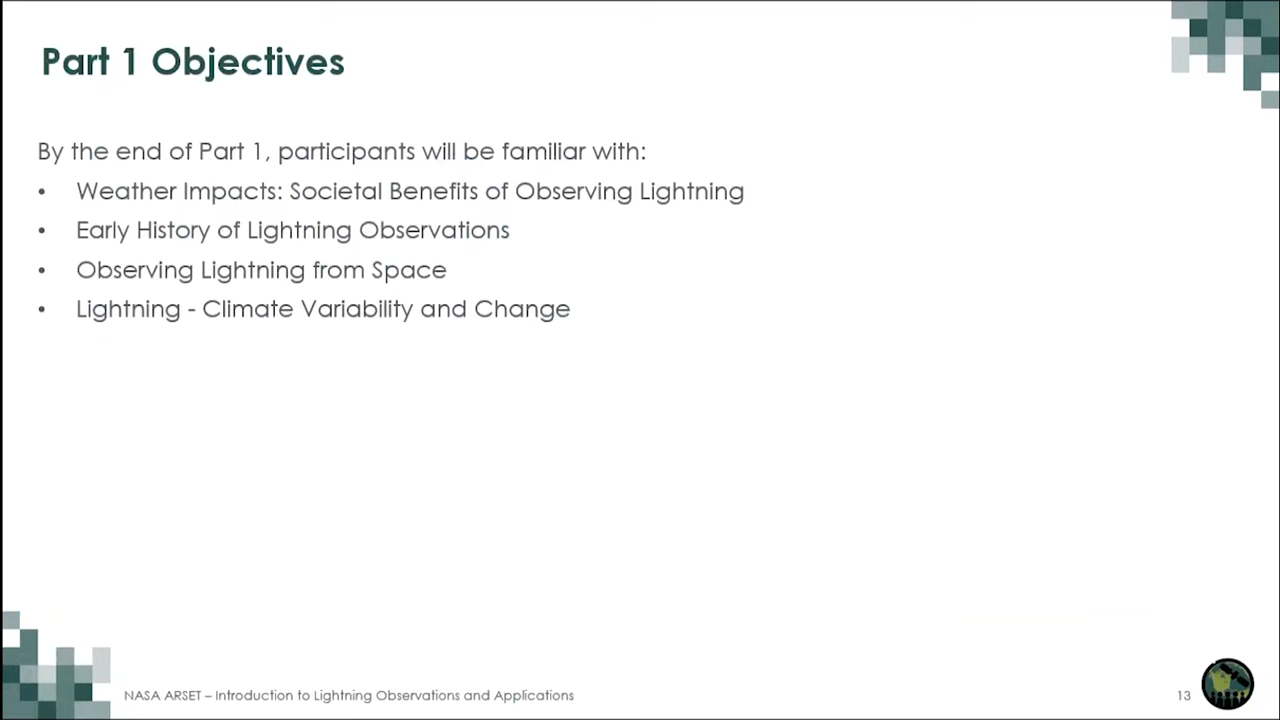 Part 1 Objectives
By the end of Part 1, participants will be familiar with:
• Weather Impacts: Societal Benefits of Observing Lightning
• Early History of Lightning Observations
• Observing Lightning from Space
• Lightning - Climate Variability and Change
NASA ARSET – Introduction to Lightning Observations and Applications
13